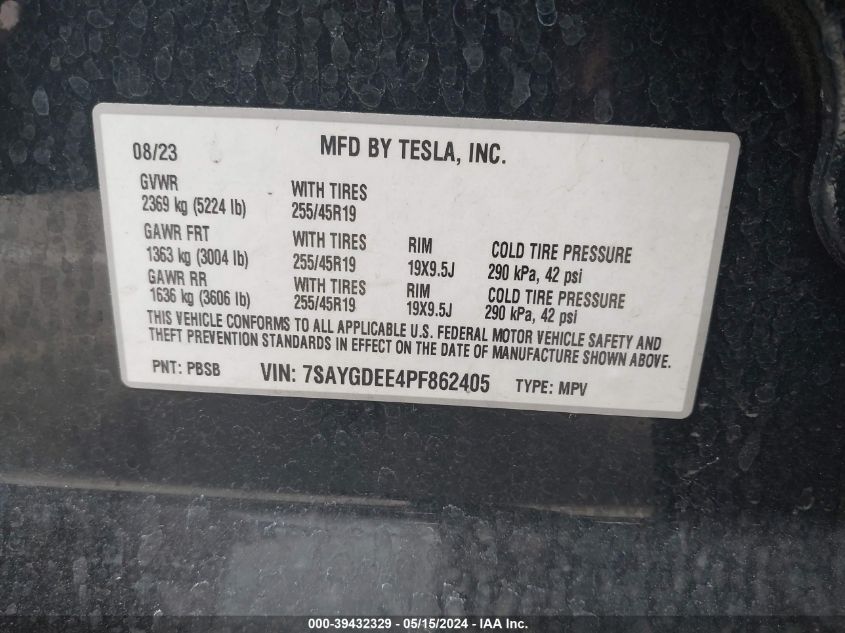 08/23 MFD BY TESLA, INC.
GVWR
2369 kg (5224 lb) WITH TIRES 255/45R19
GAWR FRT
1363 kg (3004 lb) WITH TIRES 255/45R19 RIM 19X9.5J COLD TIRE PRESSURE 290 kPa, 42 psi
GAWR RR
1636 kg (3606 lb) WITH TIRES 255/45R19 RIM 19X9.5J COLD TIRE PRESSURE 290 kPa, 42 psi
THIS VEHICLE CONFORMS TO ALL APPLICABLE U.S. FEDERAL MOTOR VEHICLE SAFETY AND
THEFT PREVENTION STANDARDS IN EFFECT ON THE DATE OF MANUFACTURE SHOWN ABOVE.
PNT: PBSB VIN: 7SAYGDEE4PF862405 TYPE: MPV
000-39432329 - 05/15/2024 - IAA Inc.